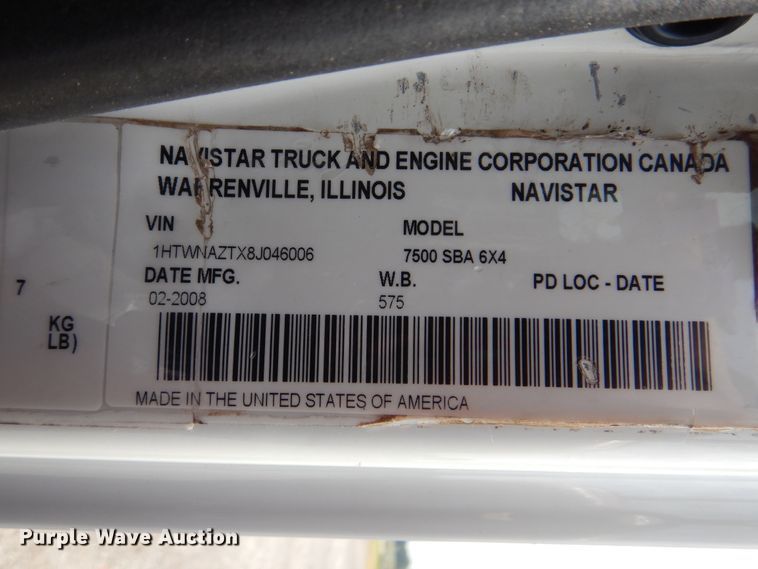 NAVISTAR TRUCK AND ENGINE CORPORATION CANADA
WARRENVILLE, ILLINOIS NAVISTAR
VIN MODEL
1HTWNAZTX8J046006 7500 SBA 6X4
DATE MFG. W.B. PD LOC - DATE
02-2008 575
7
KG
LB)
MADE IN THE UNITED STATES OF AMERICA
Purple Wave Auction